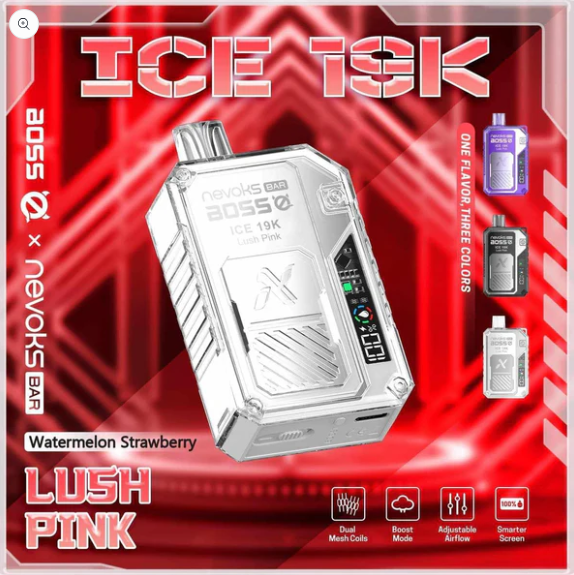 ICE 19K
BOSS
x
nevoks BAR
nevoks BAR
BOSS
ICE 19K
Lush Pink
100
ONE FLAVOR,THREE COLORS
Watermelon Strawberry
LUSH
PINK
100%
Dual
Mesh Coils
Boost
Mode
Adjustable
Airflow
Smarter
Screen